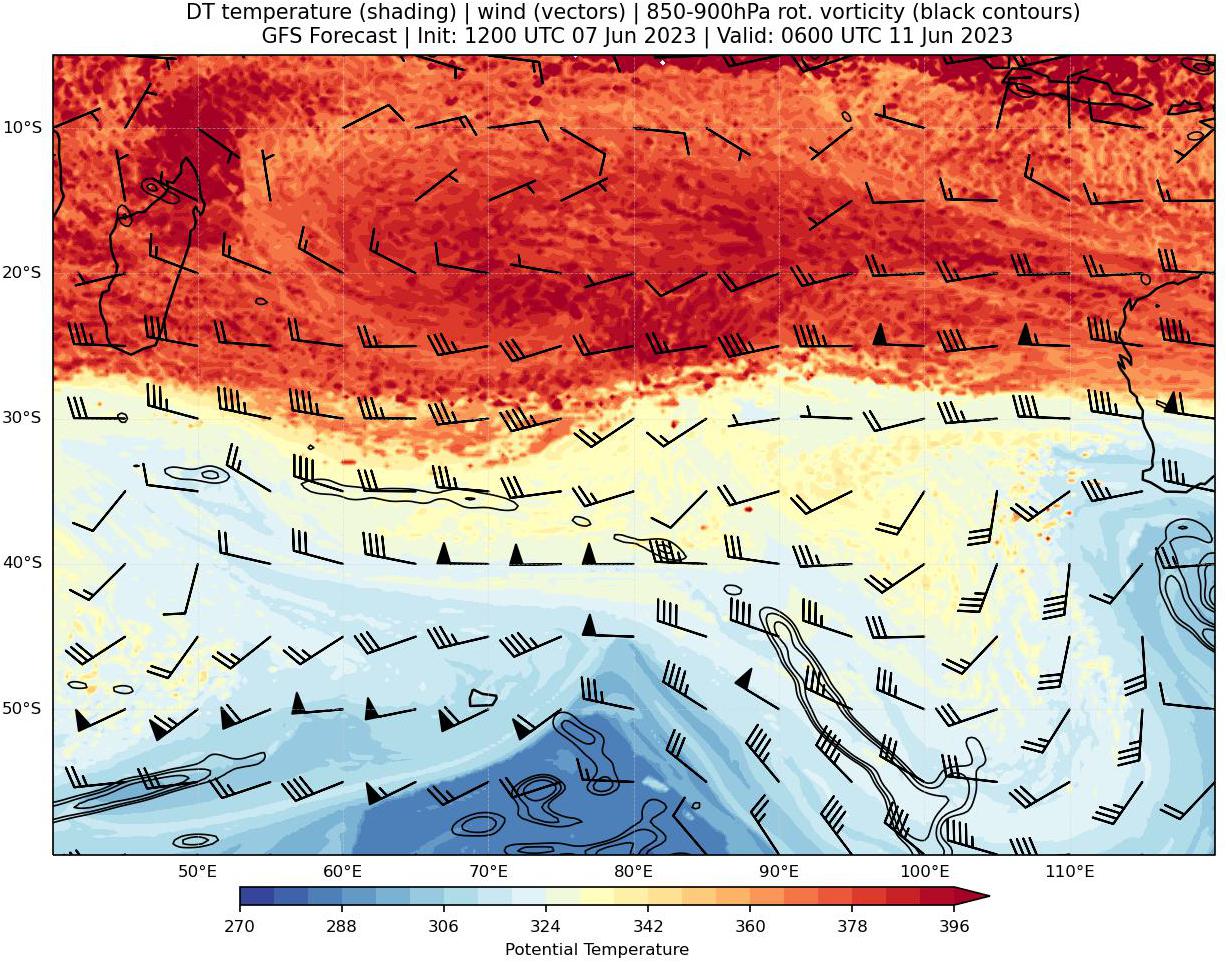 DT temperature (shading) | wind (vectors) | 850-900hPa rot. vorticity (black contours)
GFS Forecast | Init: 1200 UTC 07 Jun 2023 | Valid: 0600 UTC 11 Jun 2023
10°S
20°S
30°S
40°S
50°S
50°E 60°E 70°E 80°E 90°E 100°E 110°E
270 288 306 324 342 360 378 396
Potential Temperature